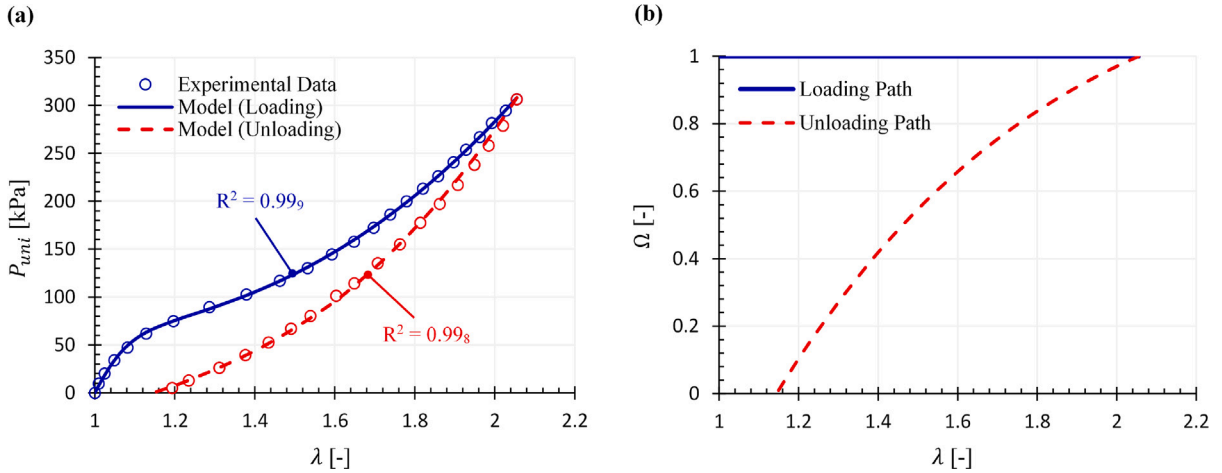 (a)
350
300
250
200
150
100
50
0
P_uni [kPa]
Experimental Data
Model (Loading)
Model (Unloading)
R² = 0.99₉
R² = 0.99₈
1 1.2 1.4 1.6 1.8 2 2.2
λ [-]
(b)
1
0.8
0.6
0.4
0.2
0
Ω [-]
Loading Path
Unloading Path
1 1.2 1.4 1.6 1.8 2 2.2
λ [-]